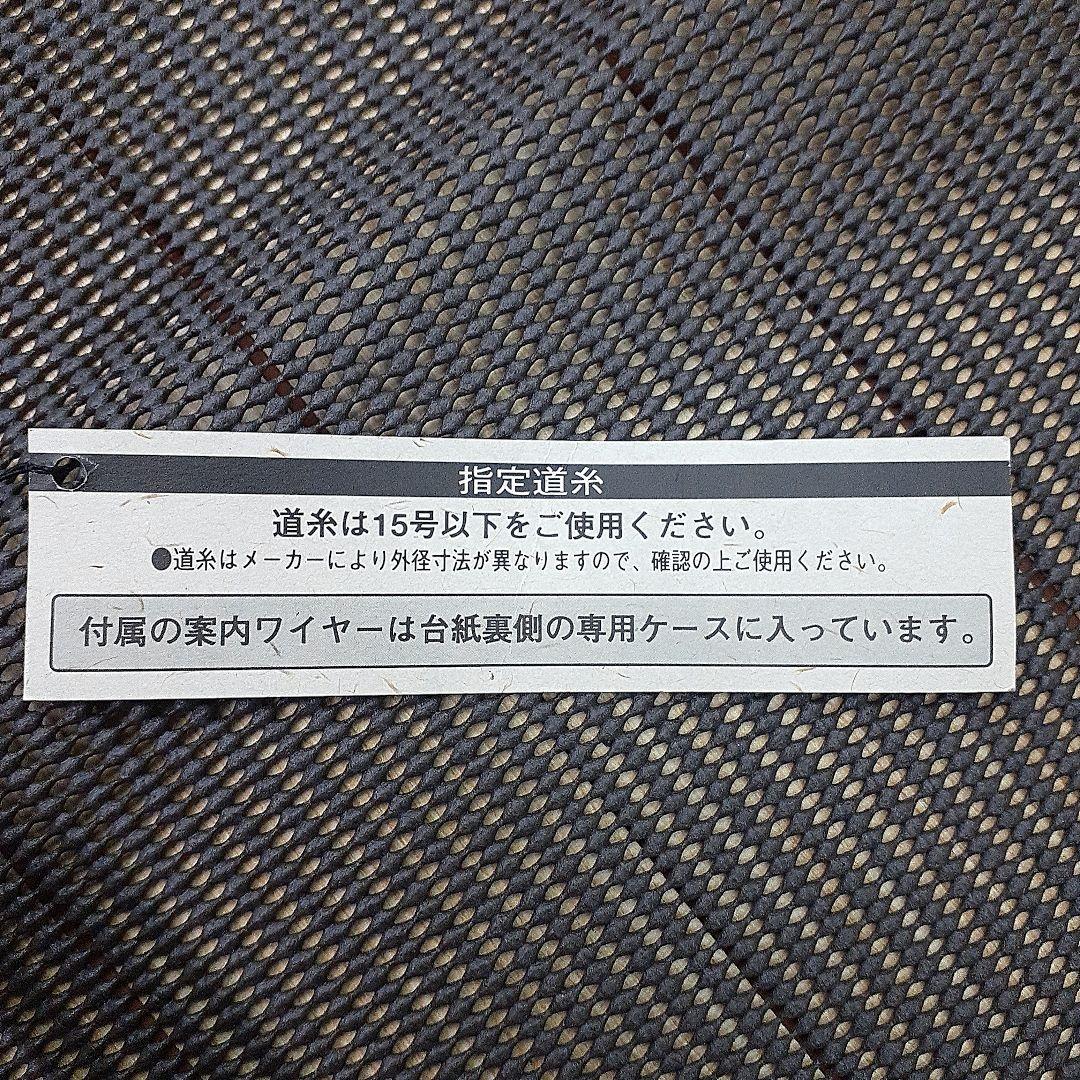 指定道糸
道糸は15号以下をご使用ください。
●道糸はメーカーにより外径寸法が異なりますので、確認の上ご使用ください。
付属の案内ワイヤーは台紙裏側の専用ケースに入っています。